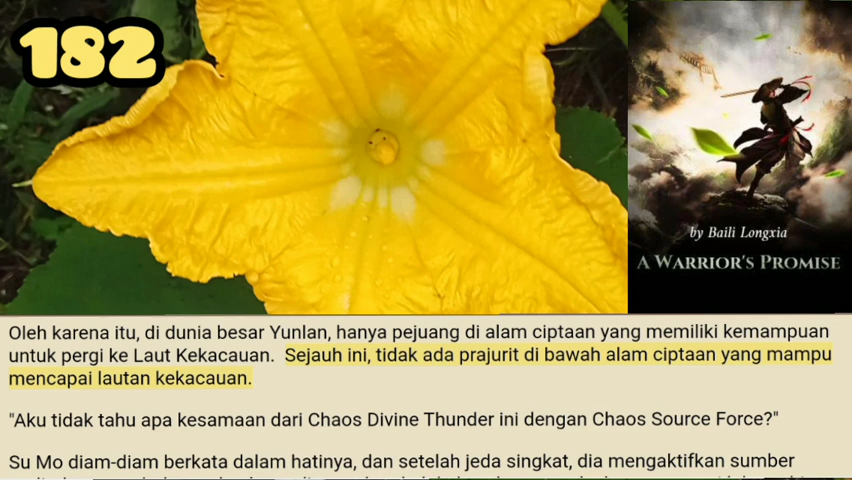 182
by Baili Longxia
A WARRIOR'S PROMISE
Oleh karena itu, di dunia besar Yunlan, hanya pejuang di alam ciptaan yang memiliki kemampuan
untuk pergi ke Laut Kekacauan. Sejauh ini, tidak ada prajurit di bawah alam ciptaan yang mampu
mencapai lautan kekacauan.
"Aku tidak tahu apa kesamaan dari Chaos Divine Thunder ini dengan Chaos Source Force?"
Su Mo diam-diam berkata dalam hatinya, dan setelah jeda singkat, dia mengaktifkan sumber